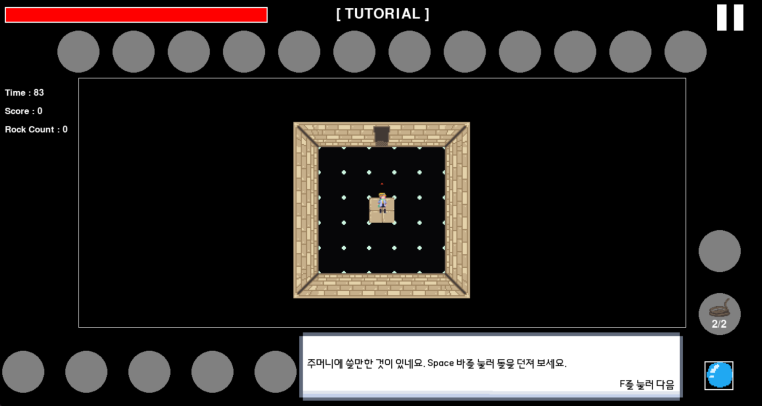 [ TUTORIAL ]
Time : 83
Score : 0
Rock Count : 0
2/2
주머니에 쓸만한 것이 있네요. Space 바를 눌러 돌을 던져 보세요.
F를 눌러 다음